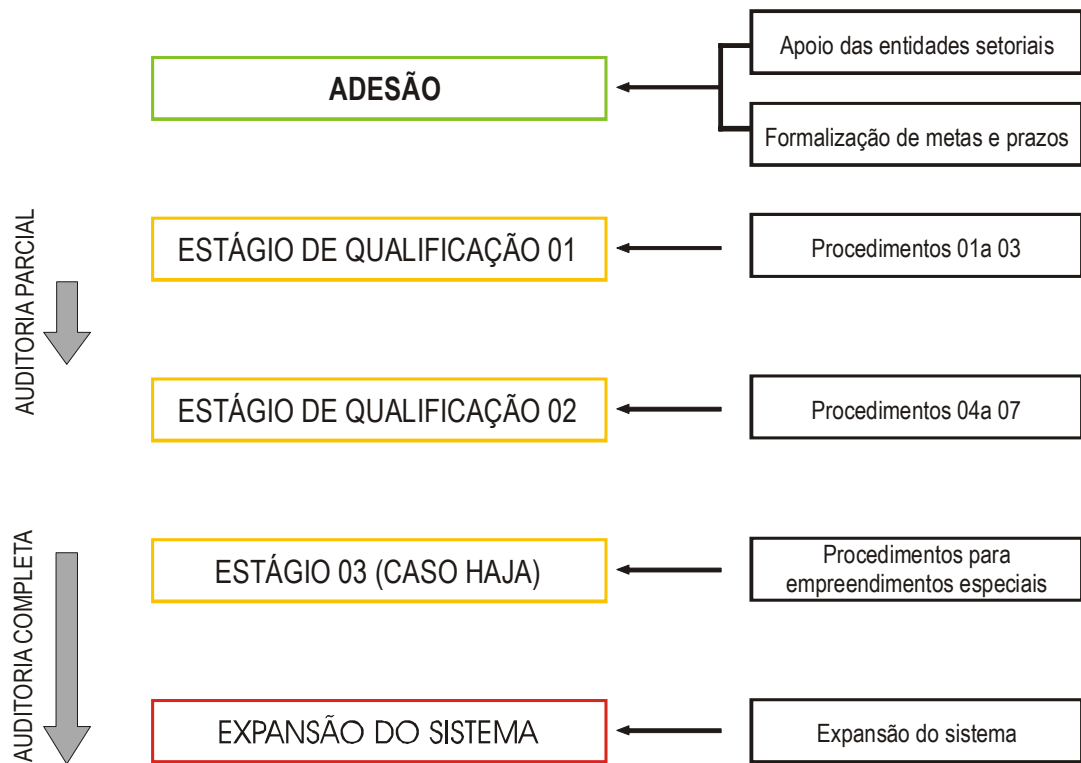 Apoio das entidades setoriais
ADESÃO
Formalização de metas e prazos
AUDITORIA PARCIAL
ESTÁGIO DE QUALIFICAÇÃO 01
Procedimentos 01a 03
ESTÁGIO DE QUALIFICAÇÃO 02
Procedimentos 04a 07
AUDITORIA COMPLETA
ESTÁGIO 03 (CASO HAJA)
Procedimentos para
empreendimentos especiais
EXPANSÃO DO SISTEMA
Expansão do sistema